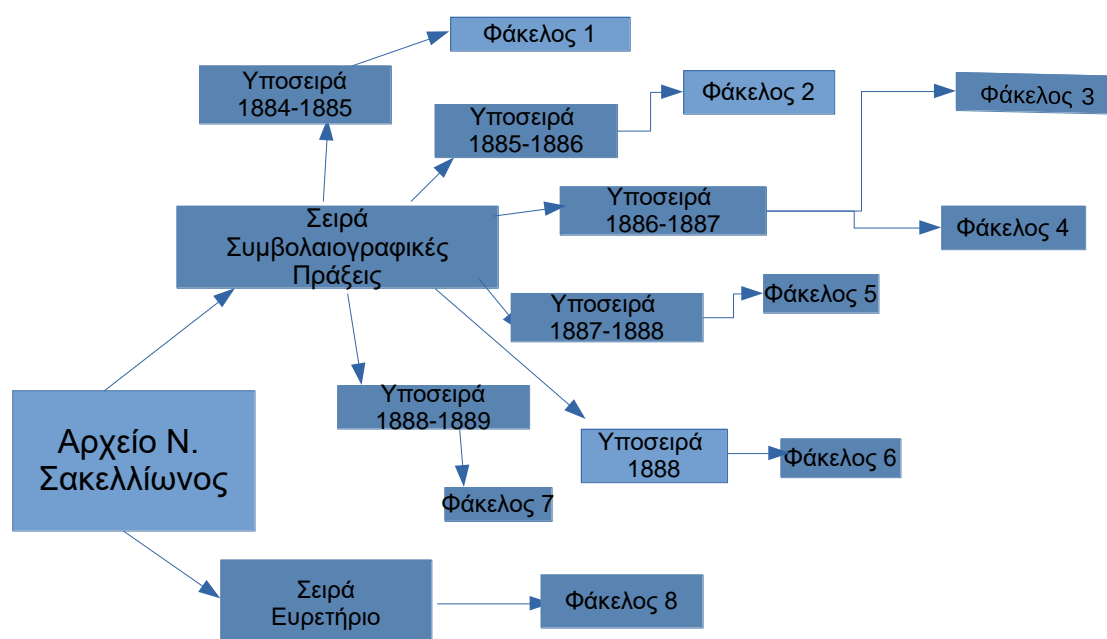 Φάκελος 1
Υποσειρά
1884-1885
Φάκελος 2
Φάκελος 3
Υποσειρά
1885-1886
Υποσειρά
1886-1887
Φάκελος 4
Σειρά
Συμβολαιογραφικές
Πράξεις
Υποσειρά
1887-1888
Φάκελος 5
Υποσειρά
1888-1889
Φάκελος 7
Υποσειρά
1888
Φάκελος 6
Αρχείο Ν.
Σακελλίωνος
Σειρά
Ευρετήριο
Φάκελος 8